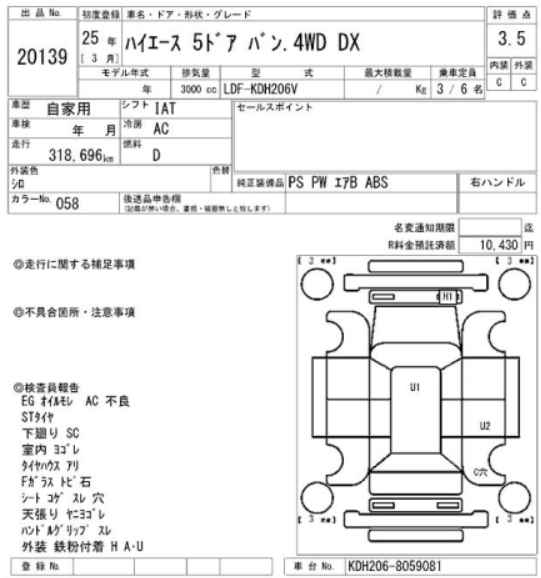 出品No. 初度登録 車名・ドア・形状・グレード 評価点
20139 25年 ハイエース 5ドア バン.4WD DX 3.5
[ 3 月]
モデル年式 排気量 型式 最大積載量 乗車定員 内装 外装
年 3000 cc LDF-KDH206V / Kg 3 / 6 名 C C
車歴 自家用 シフト IAT セールスポイント
車検 年 月 冷房 AC
走行 318,696km 燃料 D
外装色 色替
シロ 純正装備品 PS PW エアB ABS 右ハンドル
カラーNo. 058 後送品申告欄
(記載が無い場合、書類・備器無しと致します)
名変通知期限 迄
R料金預託済額 10,430 円
◎走行に関する補足事項
[ 3 mm] [ 3 mm]
H1
◎不具合箇所・注意事項
◎検査員報告
U1
EG オイルモレ AC 不良
STタイヤ
下廻り SC
U2
室内 ヨゴレ
タイヤハウス アリ
Fガラス トビ石
C穴
シート コゲ スレ 穴
天張り ヤニヨゴレ
ハンドルグリップ スレ
[ 3 mm] [ 3 mm]
外装 鉄粉付着 H A・U
登録No. 車台No. KDH206-8059081